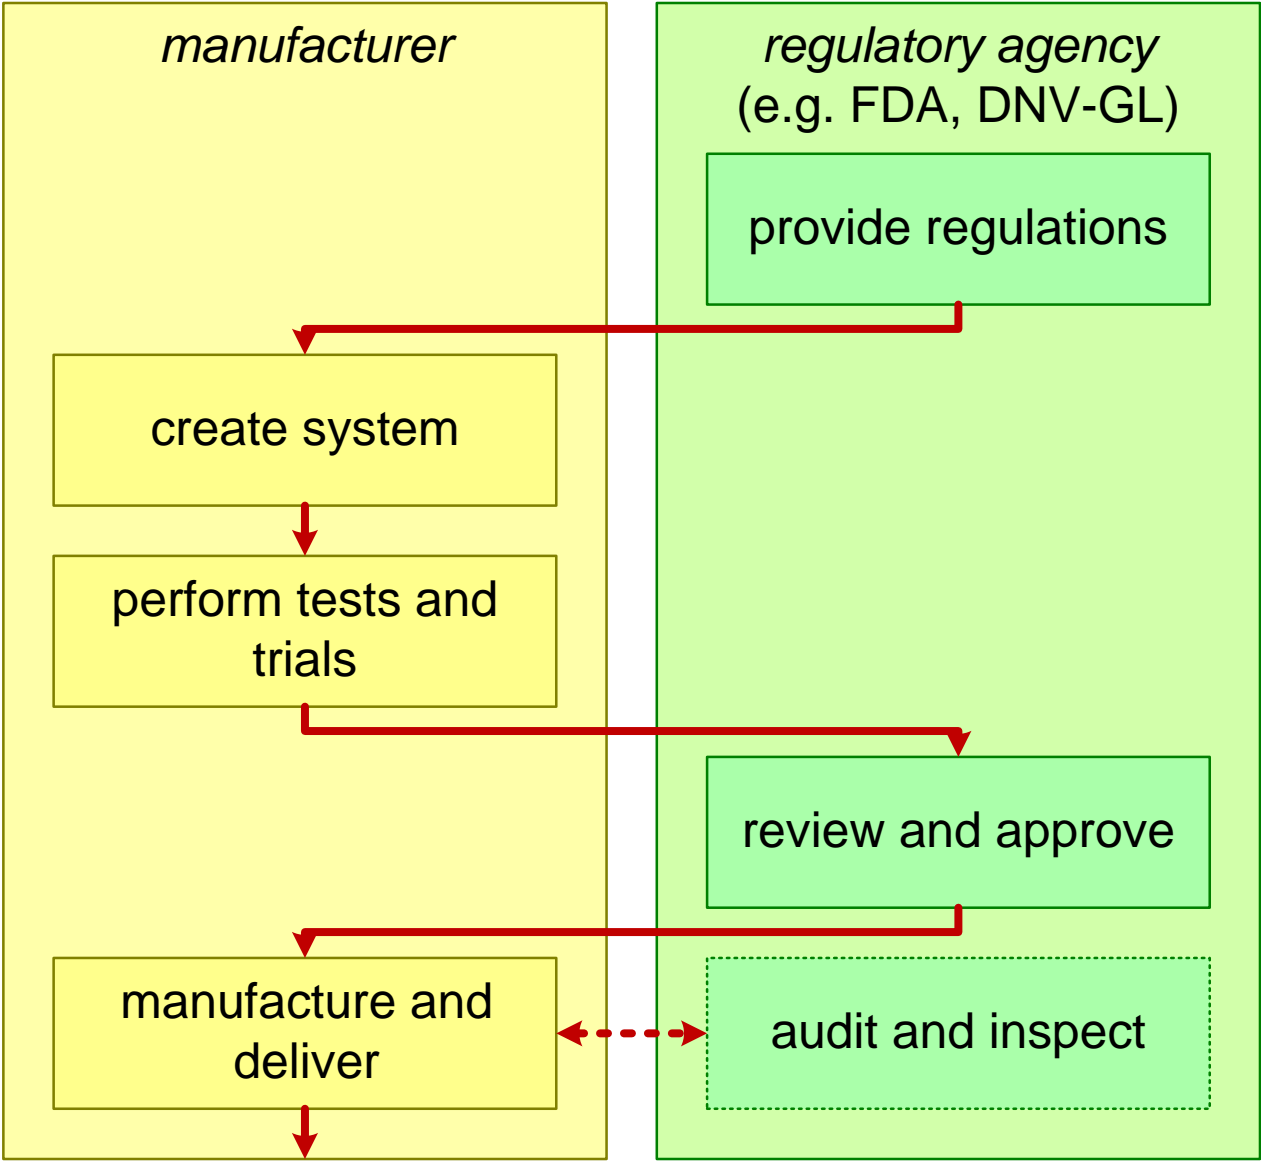 manufacturer
regulatory agency
(e.g. FDA, DNV-GL)
provide regulations
create system
perform tests and
trials
review and approve
manufacture and
deliver
audit and inspect